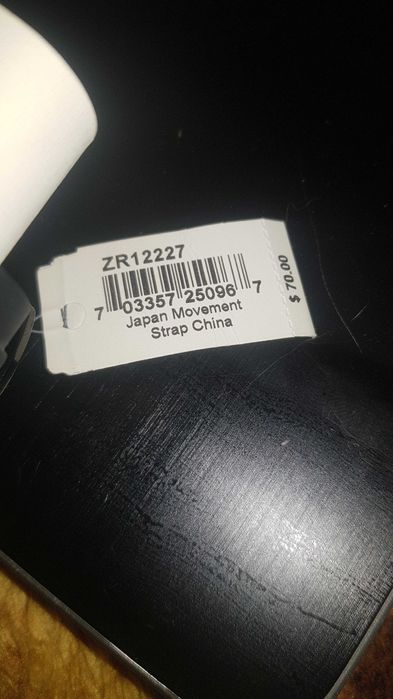 ZR12227
7 03357 25096 7
Japan Movement
Strap China
$ 70.00